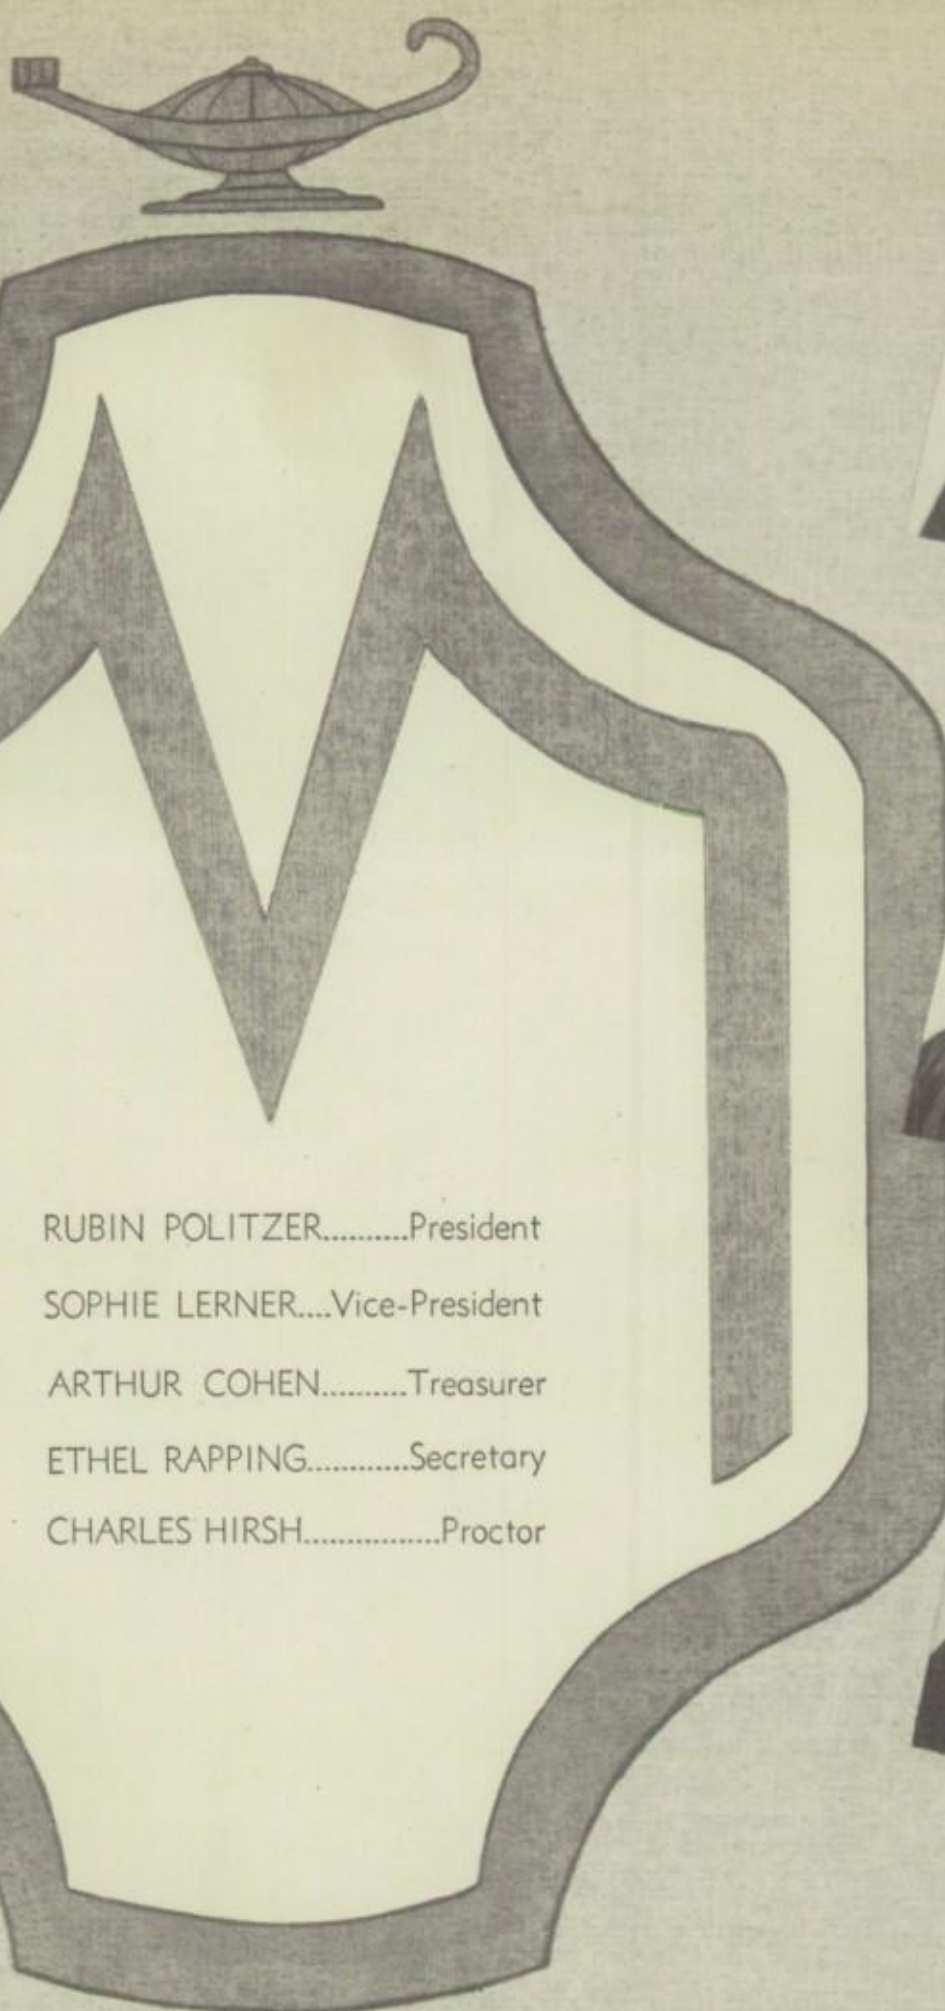 RUBIN POLITZER..........President
SOPHIE LERNER....Vice-President
ARTHUR COHEN..........Treasurer
ETHEL RAPPING............Secretary
CHARLES HIRSH................Proctor